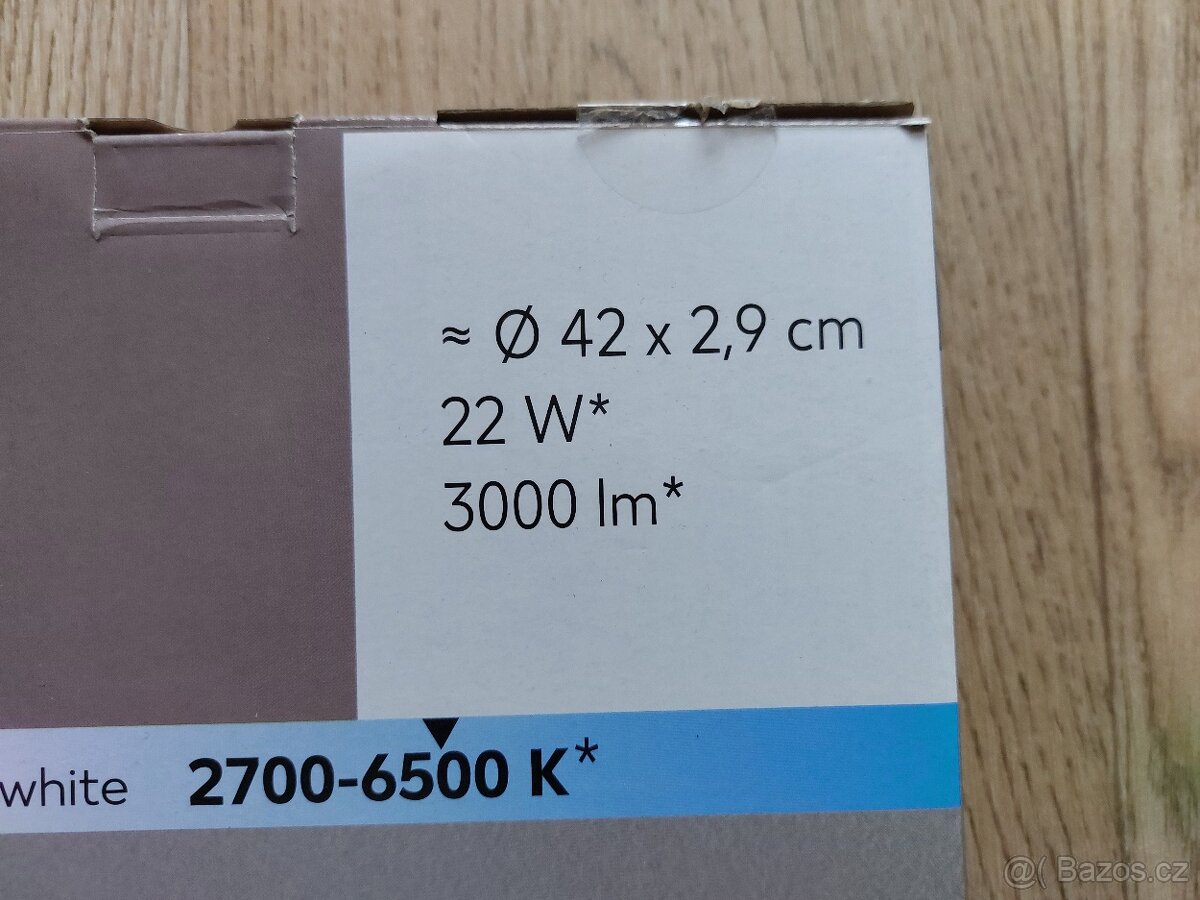 ≈ Ø 42 x 2,9 cm
22 W*
3000 lm*
white 2700-6500 K*
@( Bazos.cz